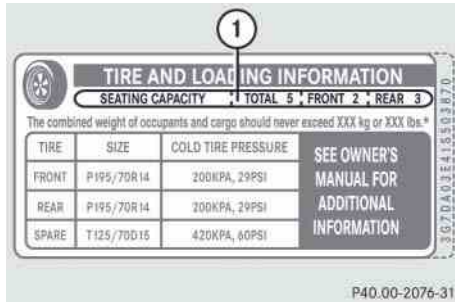 1
TIRE AND LOADING INFORMATION
SEATING CAPACITY TOTAL 5 FRONT 2 REAR 3
The combined weight of occupants and cargo should never exceed XXX kg or XXX lbs.*
TIRE SIZE COLD TIRE PRESSURE
FRONT P195/70R14 200KPA, 29PSI
REAR P195/70R14 200KPA, 29PSI
SPARE T125/70D15 420KPA, 60PSI
SEE OWNER'S
MANUAL FOR
ADDITIONAL
INFORMATION
3G7DA03E41S503870
P40.00-2076-31